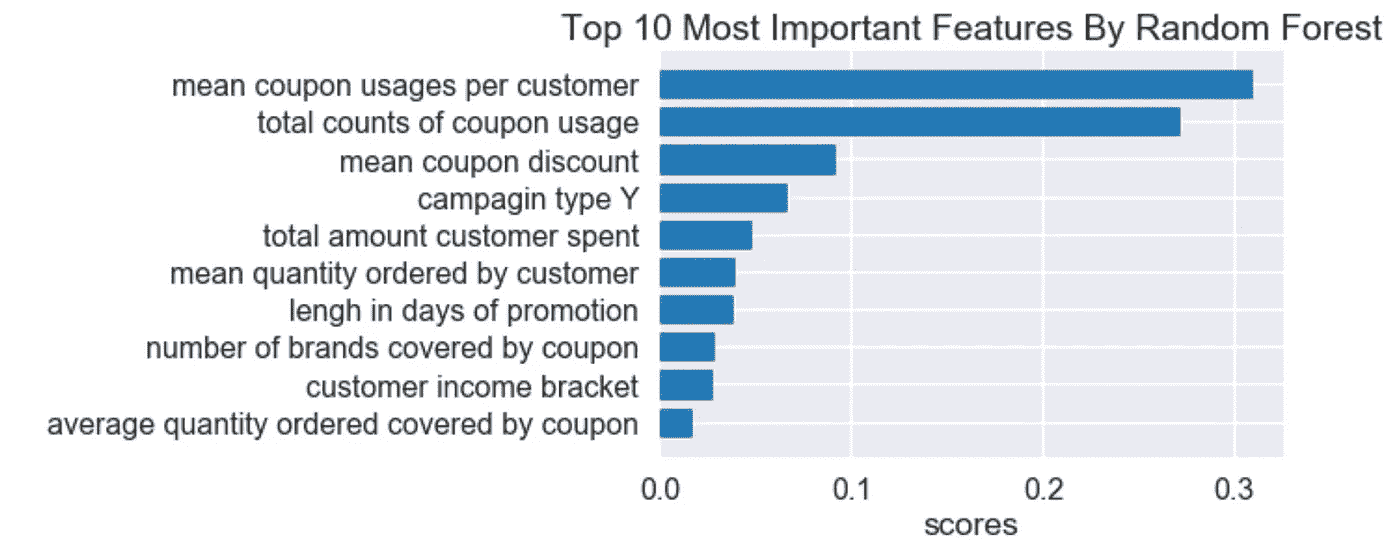 Top 10 Most Important Features By Random Forest
mean coupon usages per customer
total counts of coupon usage
mean coupon discount
campagin type Y
total amount customer spent
mean quantity ordered by customer
lengh in days of promotion
number of brands covered by coupon
customer income bracket
average quantity ordered covered by coupon
0.0 0.1 0.2 0.3
scores